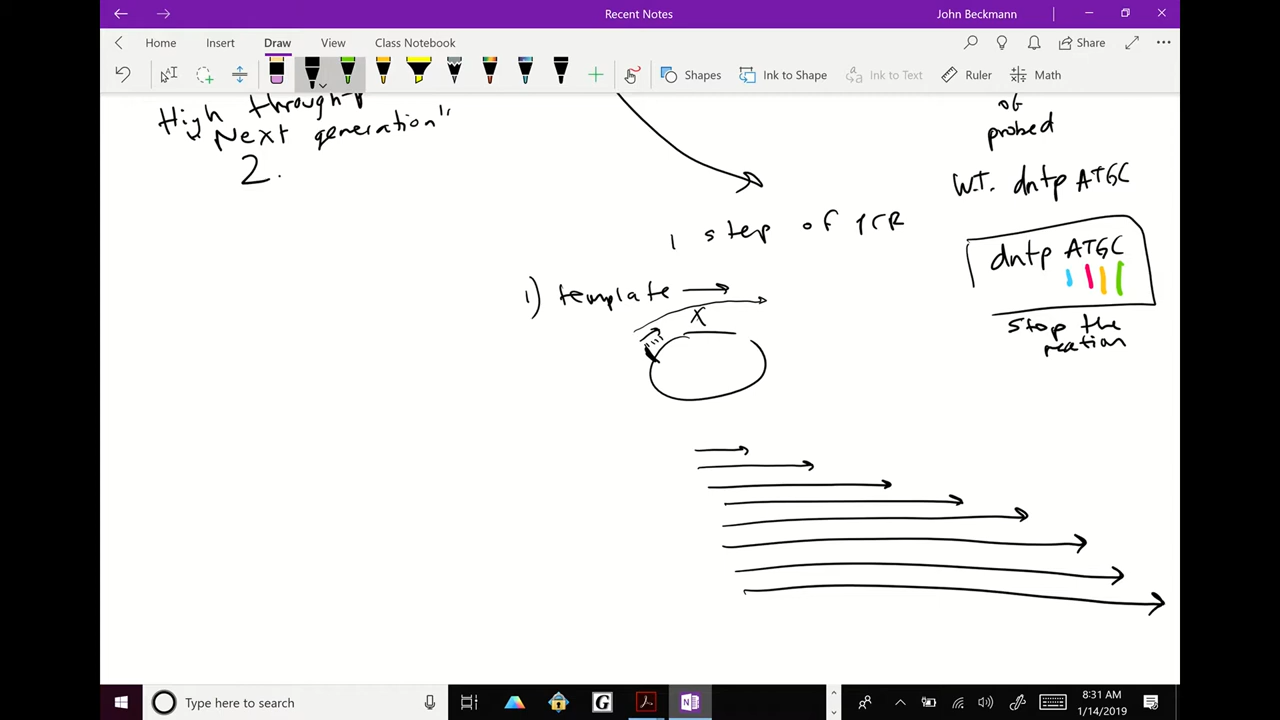 Recent Notes
John Beckmann
Home Insert Draw View Class Notebook
Share
Shapes Ink to Shape Ink to Text Ruler Math
High
"Next generation"
2.
of
probed
W.T. dntp ATGC
1 step of PCR
dntp ATGC
stop the
1) template
X
Type here to search
8:31 AM
1/14/2019